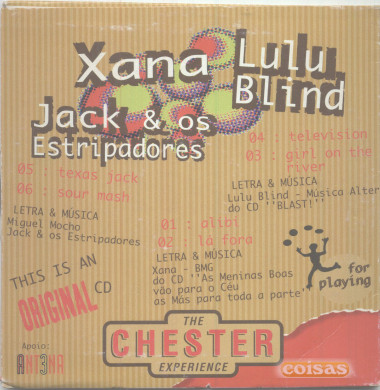 Xana
Lulu
Blind
Jack & os
Estripadores
04 : television
03 : girl on the
river
05 : texas jack
06 : sour mash
LETRA & MÚSICA
Lulu Blind - Música Alter
do CD ''BLAST!''
LETRA & MÚSICA
Miguel Mocho
Jack & os Estripadores
01 : olipl
02 : la fora
LETRA & MÚSICA
Xana - BMG
do CD ''As Meninas Boas
vão para o Céu
as Más para toda a parte''
for
playing
THIS IS AN
ORIGINAL CD
THE
CHESTER
EXPERIENCE
Apoio:
coisas